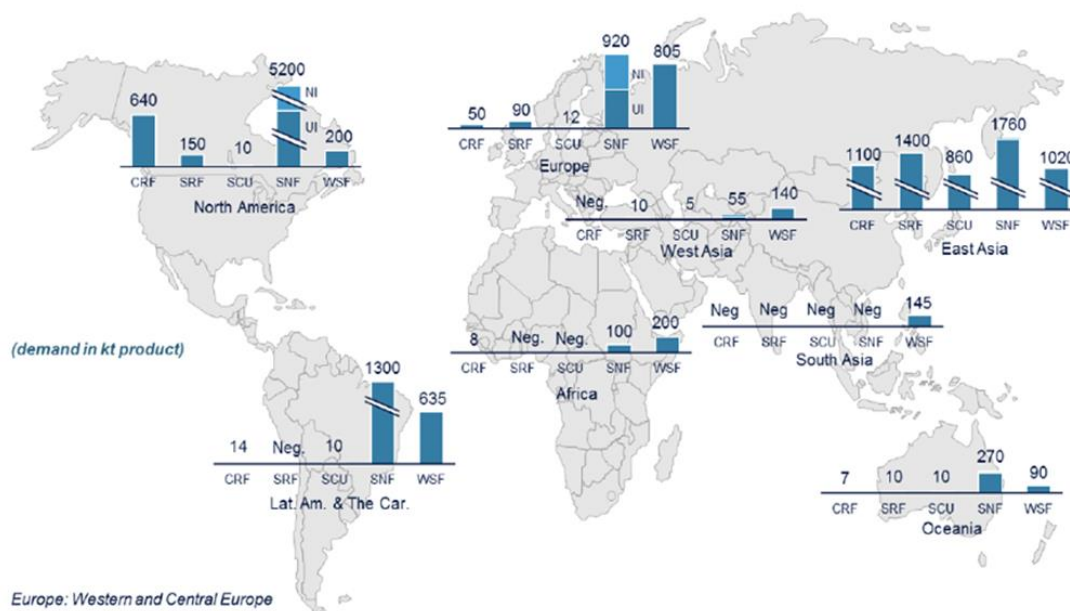 5200
NI
UI
640
150
10
200
CRF SRF SCU SNF WSF
North America
920
805
NI
UI
50
90
12
CRF SRF SCU SNF WSF
Europe
Neg.
10
5
55
140
CRF SRF SCU SNF WSF
West Asia
1100
1400
860
1760
1020
CRF SRF SCU SNF WSF
East Asia
Neg Neg Neg Neg 145
CRF SRF SCU SNF WSF
South Asia
(demand in kt product)
8
Neg.
Neg.
100
200
CRF SRF SCU SNF WSF
Africa
1300
635
14
Neg.
10
CRF SRF SCU SNF WSF
Lat. Am. & The Car.
7
10
10
270
90
CRF SRF SCU SNF WSF
Oceania
Europe: Western and Central Europe